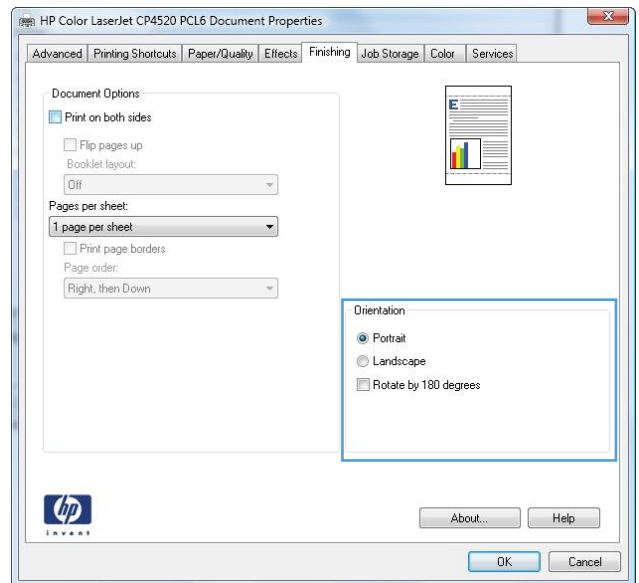 HP Color LaserJet CP4520 PCL6 Document Properties
Advanced Printing Shortcuts Paper/Quality Effects Finishing Job Storage Color Services
Document Options
Print on both sides
Flip pages up
Booklet layout:
Off
Pages per sheet:
1 page per sheet
Print page borders
Page order:
Right, then Down
E
Orientation
Portrait
Landscape
Rotate by 180 degrees
hp
invent
About... Help
OK Cancel